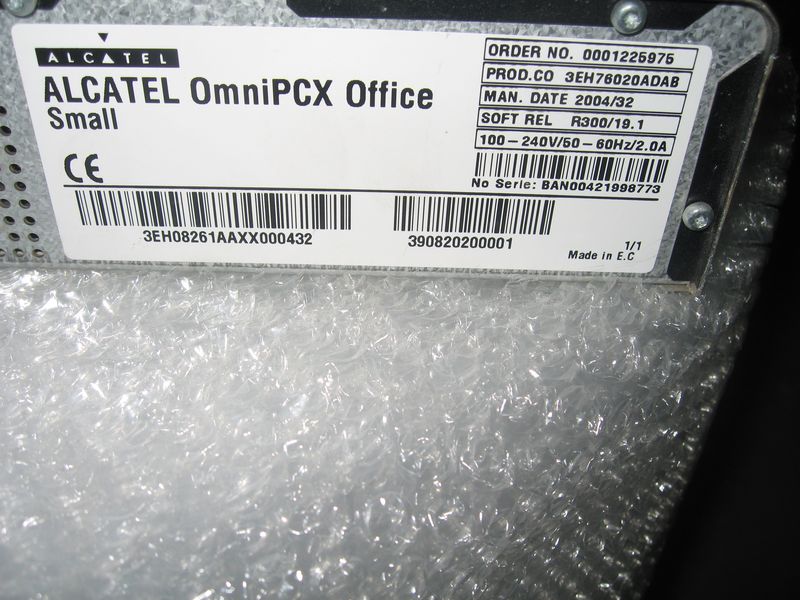 ALCATEL
ALCATEL OmniPCX Office
Small
CE
ORDER NO. 0001225975
PROD.CO 3EH76020ADAB
MAN. DATE 2004/32
SOFT REL R300/19.1
100-240V/50-60Hz/2.0A
No Serie: BAN00421998773
3EH08261AAXX000432
390820200001
1/1
Made in E.C